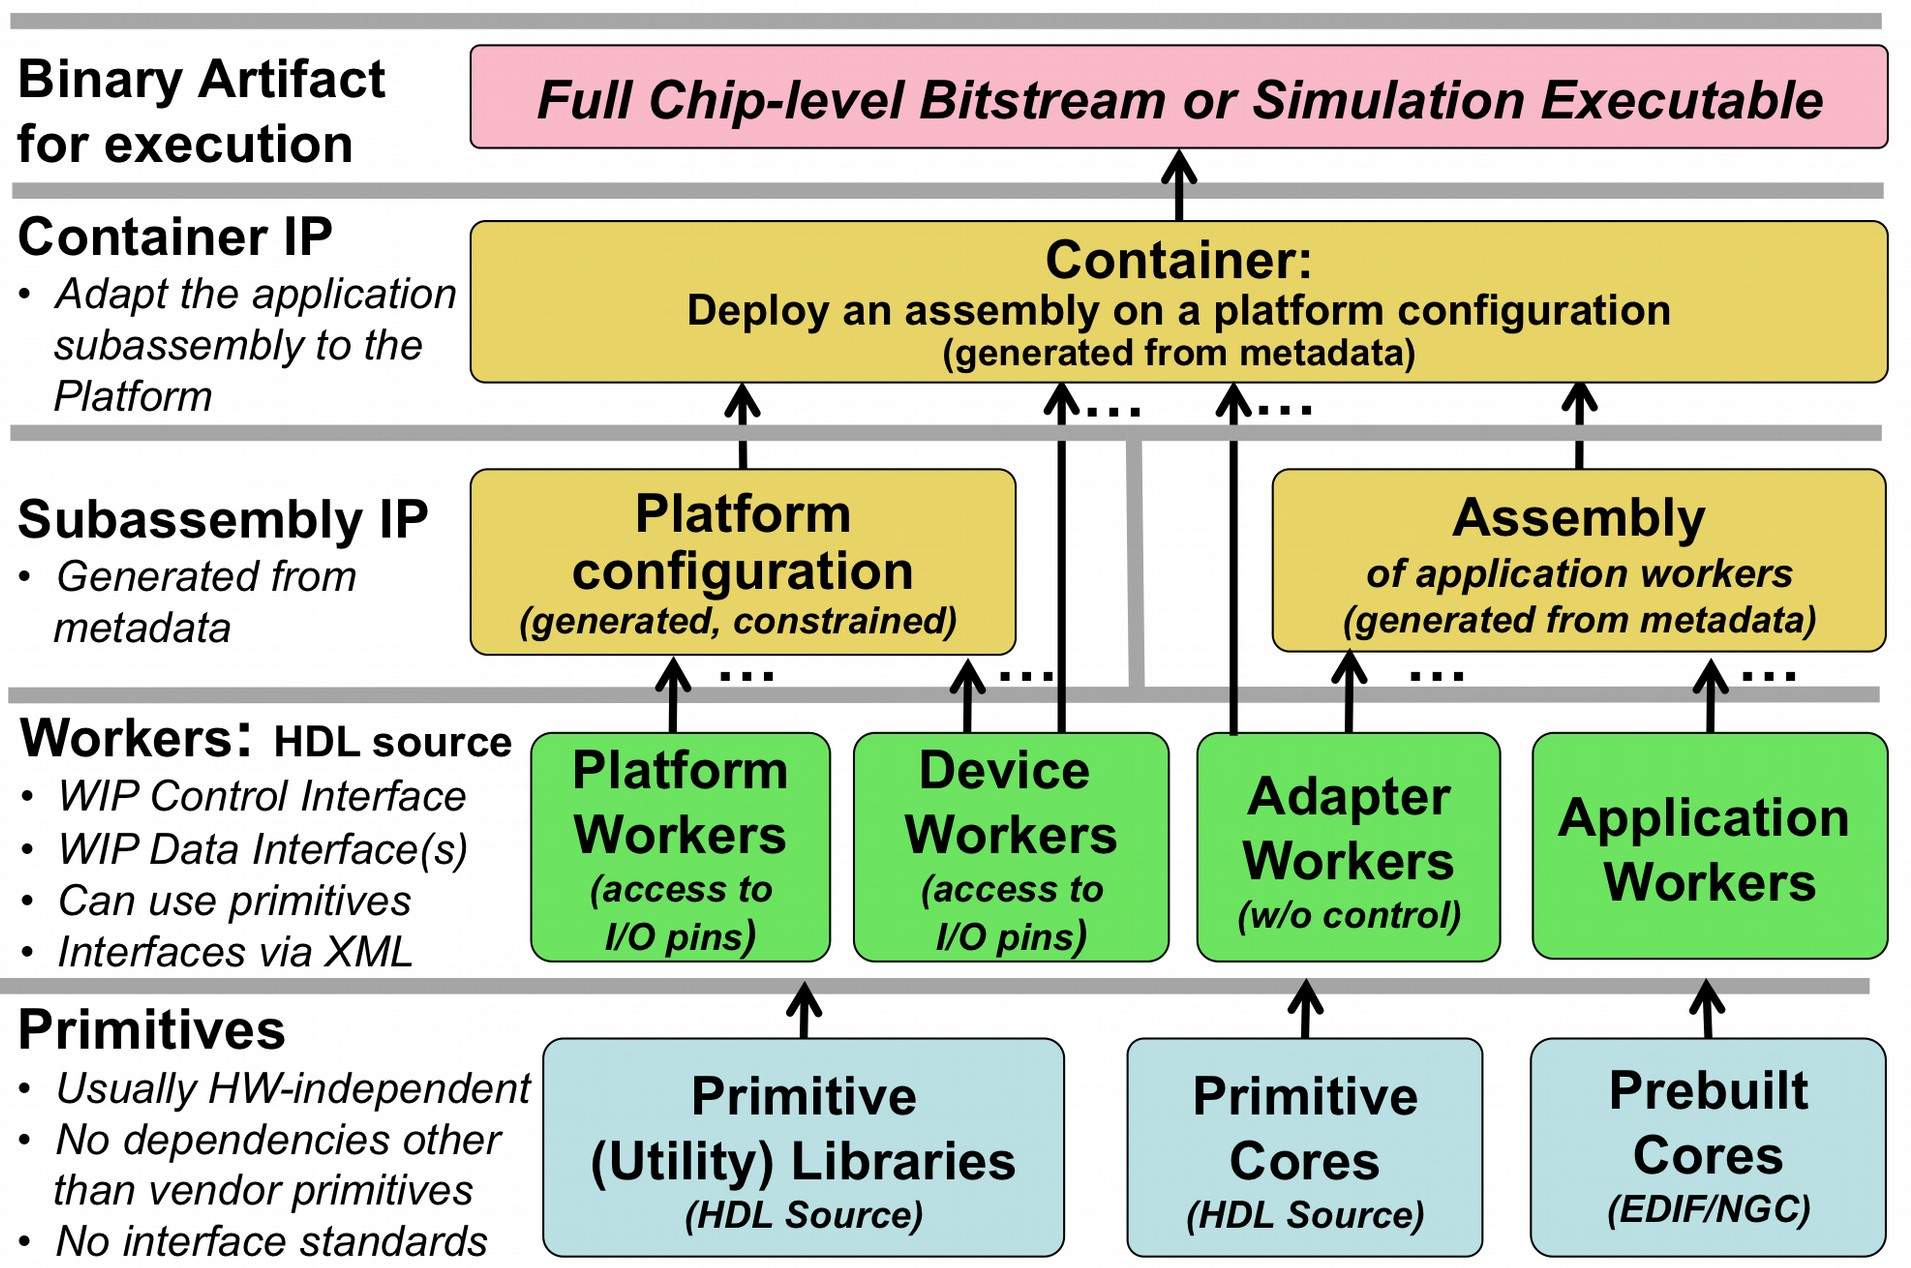 Binary Artifact
for execution
Full Chip-level Bitstream or Simulation Executable
Container IP
• Adapt the application
subassembly to the
Platform
Container:
Deploy an assembly on a platform configuration
(generated from metadata)
...
...
Subassembly IP
• Generated from
metadata
Platform
configuration
(generated, constrained)
Assembly
of application workers
(generated from metadata)
...
...
...
...
Workers: HDL source
• WIP Control Interface
• WIP Data Interface(s)
• Can use primitives
• Interfaces via XML
Platform
Workers
(access to
I/O pins)
Device
Workers
(access to
I/O pins)
Adapter
Workers
(w/o control)
Application
Workers
Primitives
• Usually HW-independent
• No dependencies other
than vendor primitives
• No interface standards
Primitive
(Utility) Libraries
(HDL Source)
Primitive
Cores
(HDL Source)
Prebuilt
Cores
(EDIF/NGC)